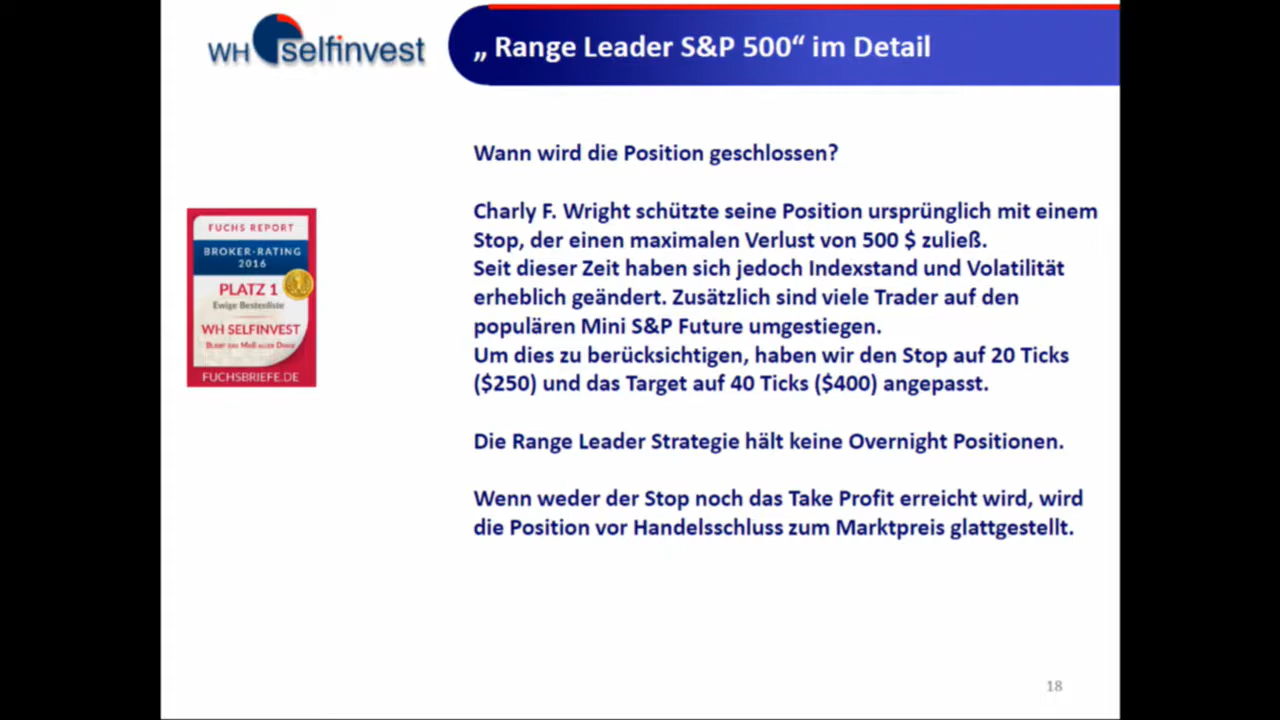 WH selfinvest
„ Range Leader S&P 500“ im Detail
Wann wird die Position geschlossen?
Charly F. Wright schützte seine Position ursprünglich mit einem
Stop, der einen maximalen Verlust von 500 $ zuließ.
Seit dieser Zeit haben sich jedoch Indexstand und Volatilität
erheblich geändert. Zusätzlich sind viele Trader auf den
populären Mini S&P Future umgestiegen.
Um dies zu berücksichtigen, haben wir den Stop auf 20 Ticks
($250) und das Target auf 40 Ticks ($400) angepasst.
Die Range Leader Strategie hält keine Overnight Positionen.
Wenn weder der Stop noch das Take Profit erreicht wird, wird
die Position vor Handelsschluss zum Marktpreis glattgestellt.
FUCHS REPORT
BROKER-RATING
2016
PLATZ 1
Ewige Bestenliste
WH SELFINVEST
BLEIBT DAS MASS ALLER DINGE
FUCHSBRIEFE.DE
18